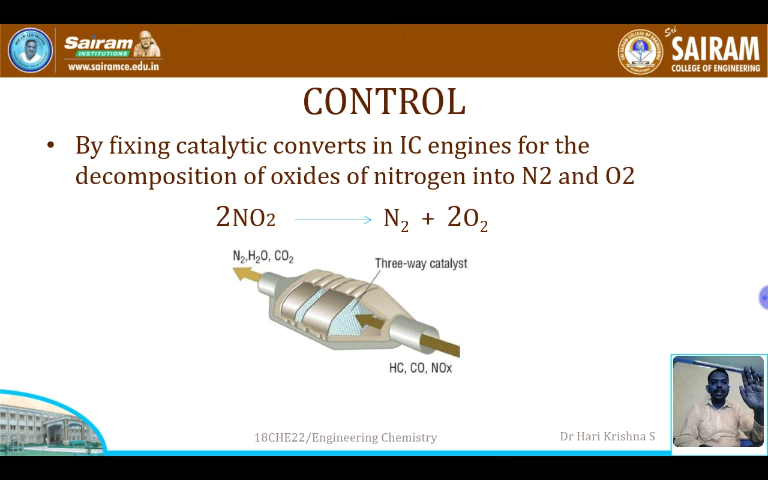 Sairam
INSTITUTIONS
www.sairamce.edu.in
Sri
SAIRAM
COLLEGE OF ENGINEERING
CONTROL
• By fixing catalytic converts in IC engines for the
decomposition of oxides of nitrogen into N2 and O2
2NO2 → N₂ + 2O₂
N₂,H₂O, CO₂
Three-way catalyst
HC, CO, NOx
18CHE22/Engineering Chemistry
Dr Hari Krishna S